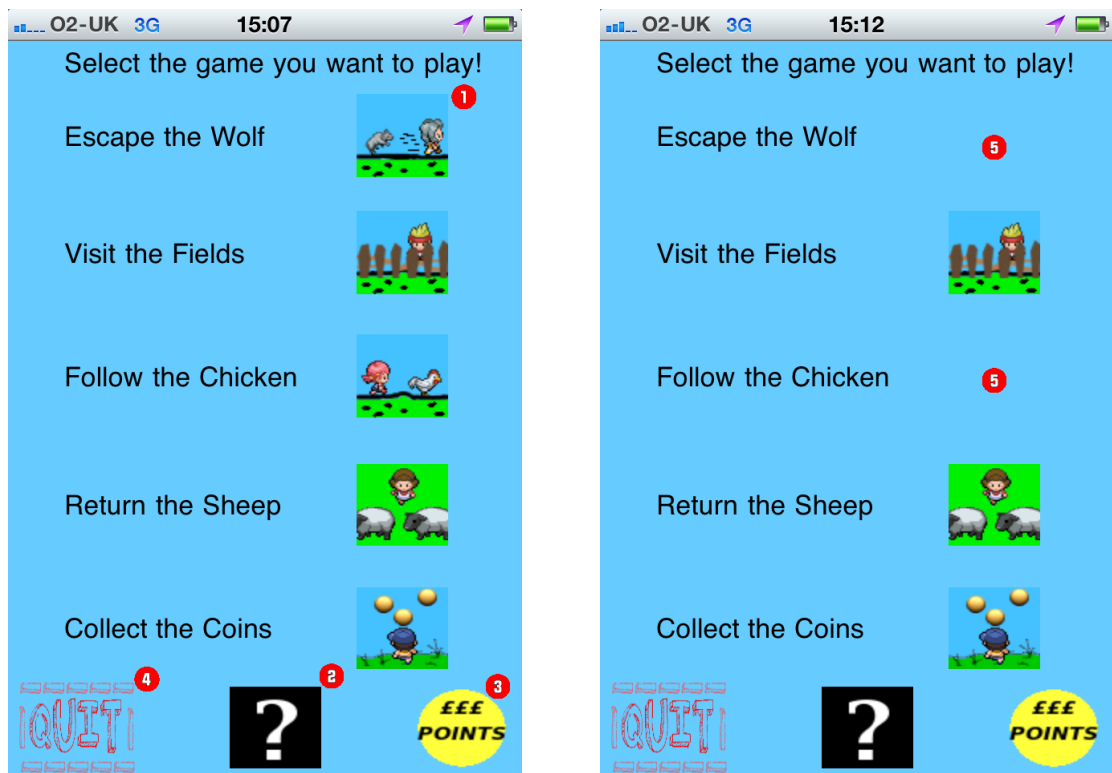 O2-UK 3G 15:07
Select the game you want to play!
1
Escape the Wolf
Visit the Fields
Follow the Chicken
Return the Sheep
Collect the Coins
4
2
3
QUIT
?
£££
POINTS
O2-UK 3G 15:12
Select the game you want to play!
Escape the Wolf
5
Visit the Fields
Follow the Chicken
5
Return the Sheep
Collect the Coins
QUIT
?
£££
POINTS